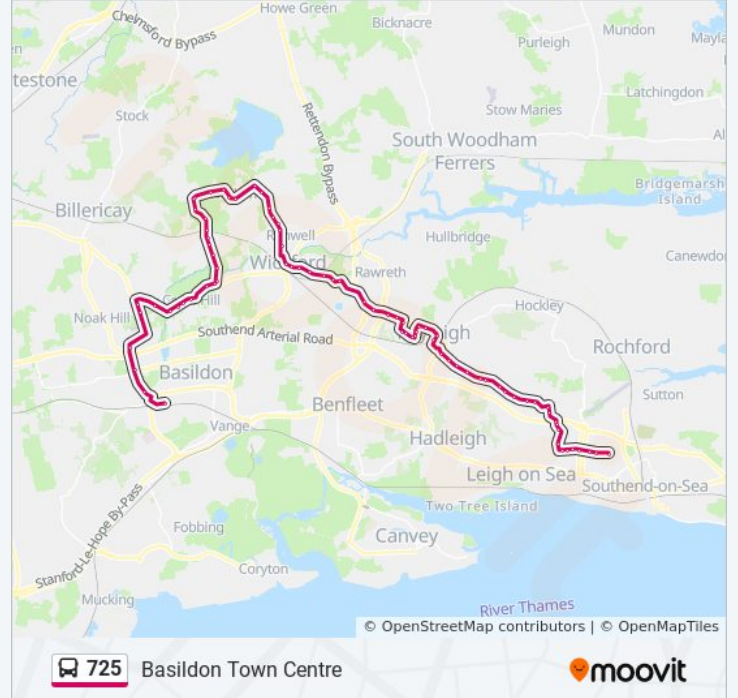 Howe Green
Chelmsford Bypass
Bicknacre
Mundon
Purleigh
testone
Rettendon Bypass
Latchingdon
Stock
Stow Maries
South Woodham
Ferrers
Bridgemarsh
Island
Billericay
Hullbridge
Rawreth
Hockley
Noak Hill
Southend Arterial Road
Rochford
Basildon
Sutton
Benfleet
Vange
Hadleigh
Leigh on Sea
Southend-on-Sea
Two Tree Island
Stanford-Le-Hope By-Pass
Fobbing
Canvey
Coryton
Mucking
River Thames
© OpenStreetMap contributors | © OpenMapTiles
725 Basildon Town Centre
moovit